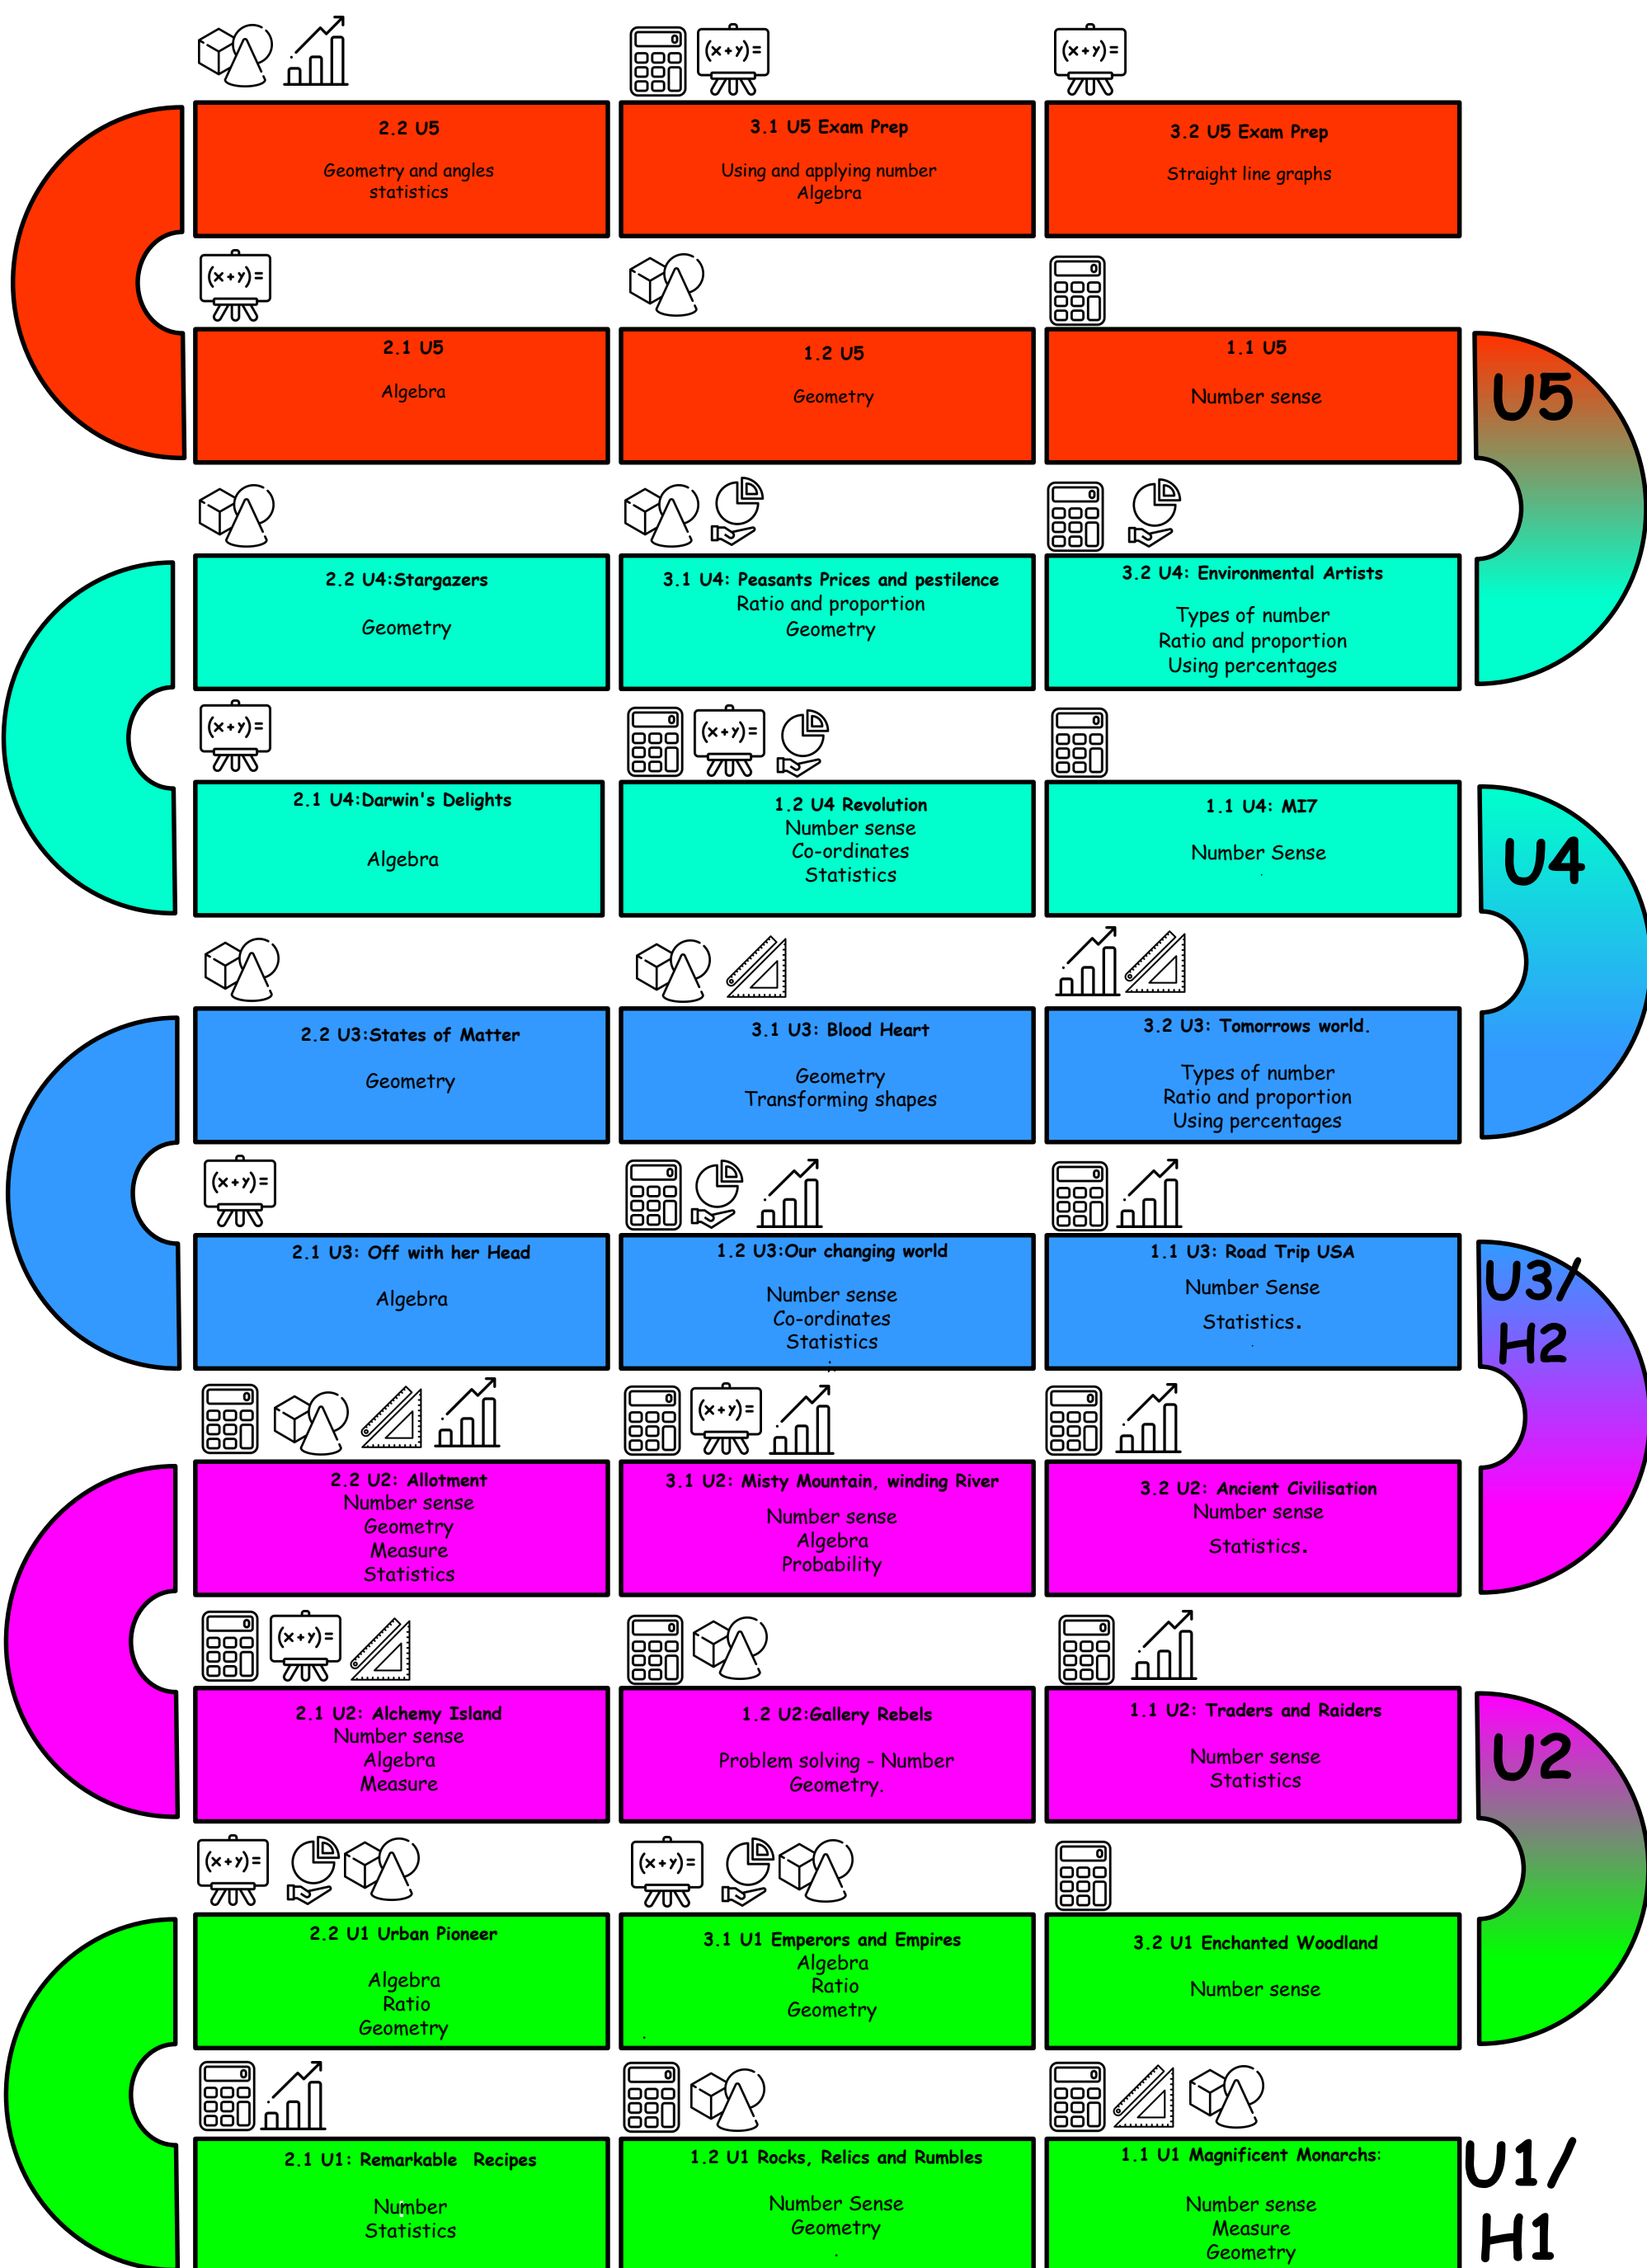 2.2 U5
Geometry and angles
statistics
3.1 U5 Exam Prep
Using and applying number
Algebra
3.2 U5 Exam Prep
Straight line graphs
2.1 U5
Algebra
1.2 U5
Geometry
1.1 U5
Number sense
U5
2.2 U4:Stargazers
Geometry
3.1 U4: Peasants Prices and pestilence
Ratio and proportion
Geometry
3.2 U4: Environmental Artists
Types of number
Ratio and proportion
Using percentages
2.1 U4:Darwin's Delights
Algebra
1.2 U4 Revolution
Number sense
Co-ordinates
Statistics
1.1 U4: MI7
Number Sense
.
U4
2.2 U3:States of Matter
Geometry
3.1 U3: Blood Heart
Geometry
Transforming shapes
3.2 U3: Tomorrows world.
Types of number
Ratio and proportion
Using percentages
2.1 U3: Off with her Head
Algebra
1.2 U3:Our changing world
Number sense
Co-ordinates
Statistics
1.1 U3: Road Trip USA
Number Sense
Statistics.
.
U3/
H2
2.2 U2: Allotment
Number sense
Geometry
Measure
Statistics
3.1 U2: Misty Mountain, winding River
Number sense
Algebra
Probability
3.2 U2: Ancient Civilisation
Number sense
Statistics.
2.1 U2: Alchemy Island
Number sense
Algebra
Measure
1.2 U2:Gallery Rebels
Problem solving - Number
Geometry.
1.1 U2: Traders and Raiders
Number sense
Statistics
U2
2.2 U1 Urban Pioneer
Algebra
Ratio
Geometry
3.1 U1 Emperors and Empires
Algebra
Ratio
Geometry
.
3.2 U1 Enchanted Woodland
Number sense
2.1 U1: Remarkable Recipes
Number
Statistics
1.2 U1 Rocks, Relics and Rumbles
Number Sense
Geometry
.
1.1 U1 Magnificent Monarchs:
Number sense
Measure
Geometry
U1/
H1